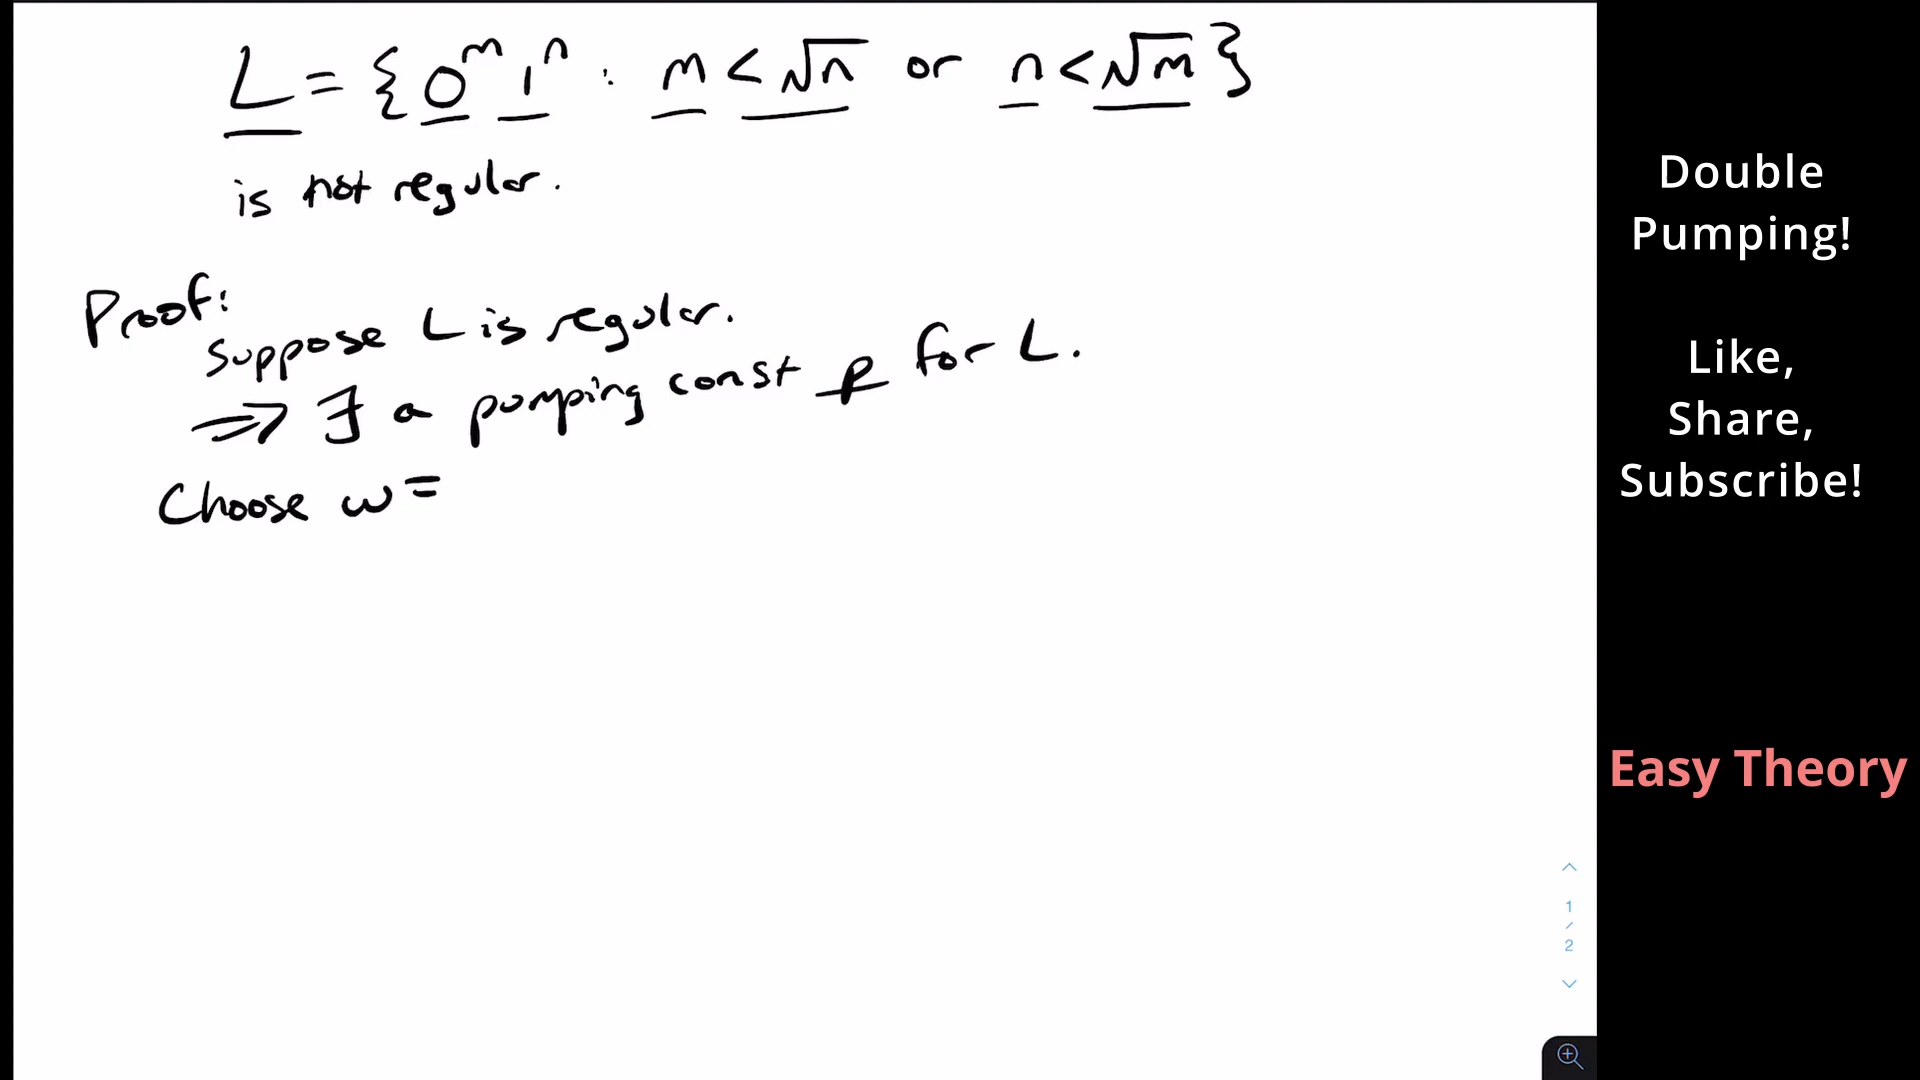 L = {0^m 1^n : m < √n or n < √m}
is not regular.
Proof:
Suppose L is regular.
⇒ ∃ a pumping const p for L.
Choose w =
Double
Pumping!
Like,
Share,
Subscribe!
Easy Theory
1
/
2